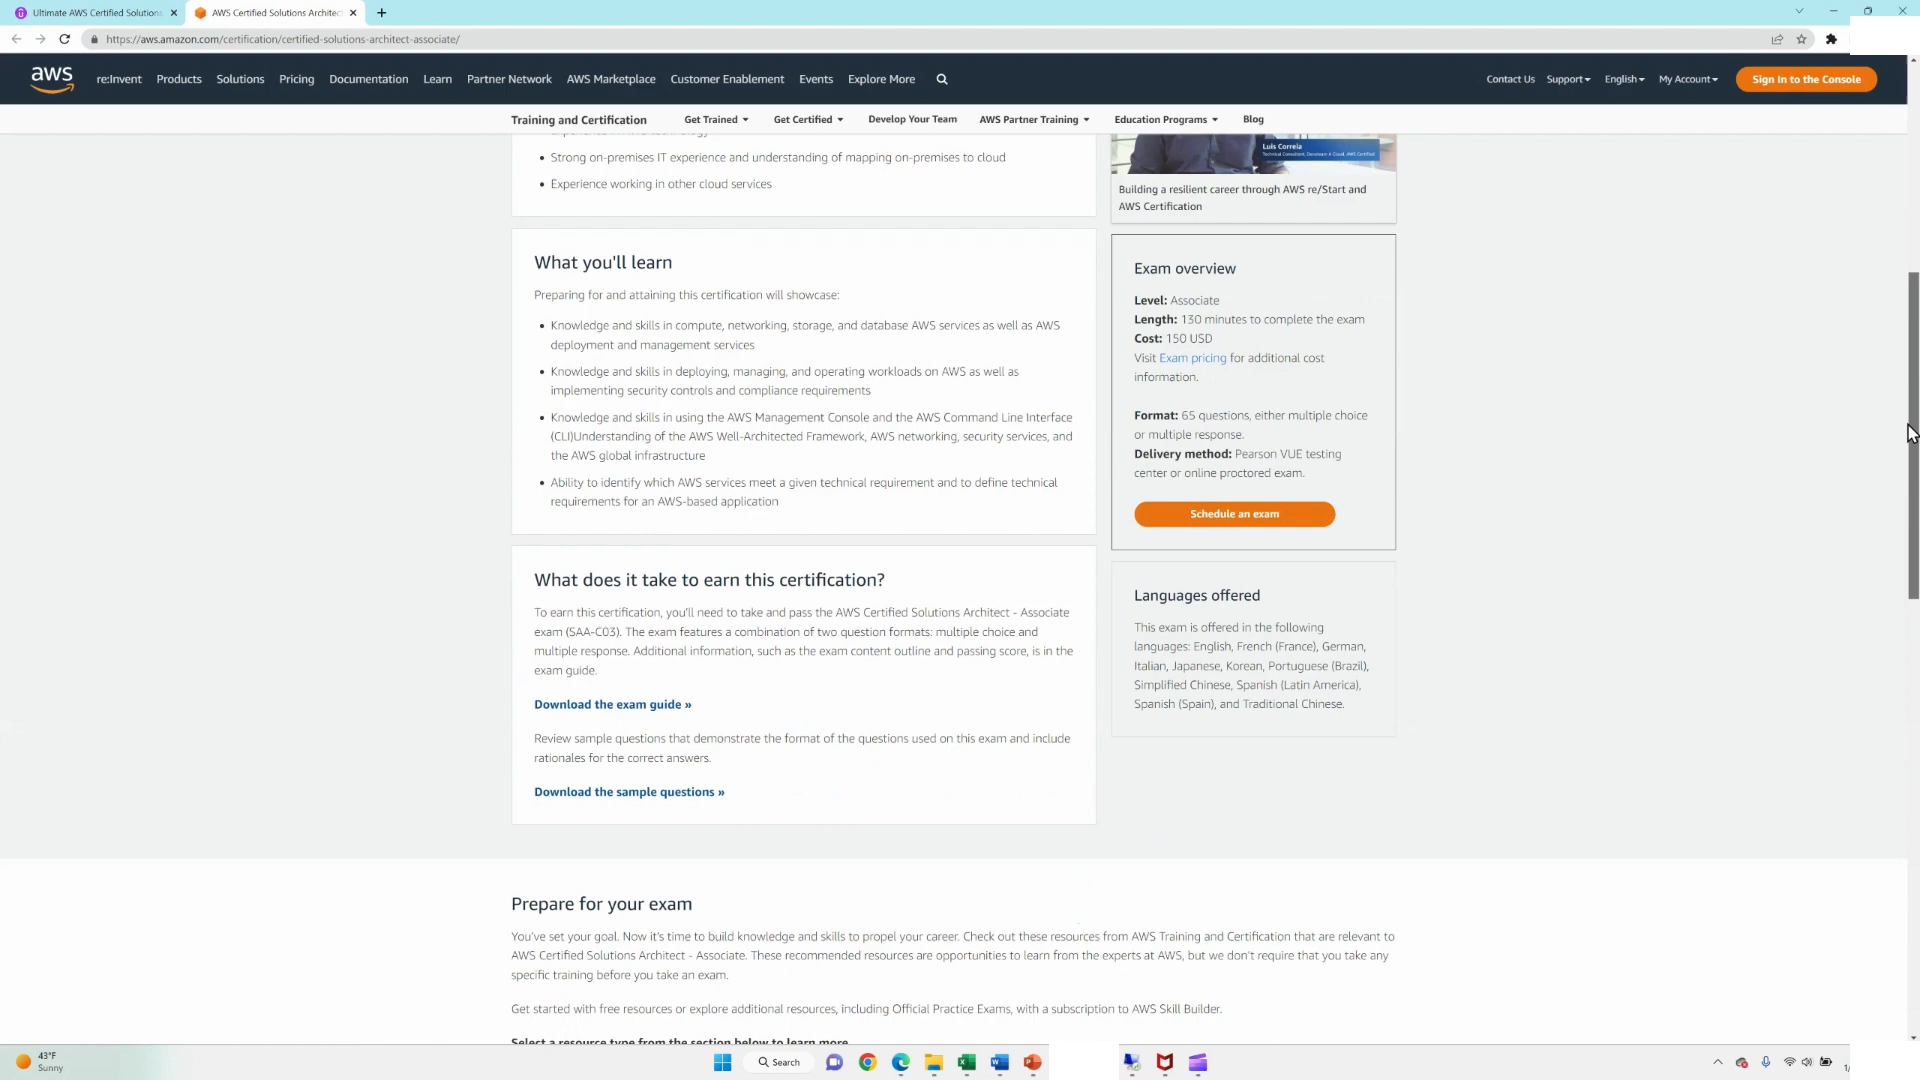 Ultimate AWS Certified Solutions
AWS Certified Solutions Architect
https://aws.amazon.com/certification/certified-solutions-architect-associate/
aws
re:Invent Products Solutions Pricing Documentation Learn Partner Network AWS Marketplace Customer Enablement Events Explore More
Contact Us Support English My Account Sign In to the Console
Training and Certification Get Trained Get Certified Develop Your Team AWS Partner Training Education Programs Blog
• Strong on-premises IT experience and understanding of mapping on-premises to cloud
• Experience working in other cloud services
Luis Correia
Building a resilient career through AWS re/Start and
AWS Certification
What you'll learn
Preparing for and attaining this certification will showcase:
• Knowledge and skills in compute, networking, storage, and database AWS services as well as AWS
deployment and management services
• Knowledge and skills in deploying, managing, and operating workloads on AWS as well as
implementing security controls and compliance requirements
• Knowledge and skills in using the AWS Management Console and the AWS Command Line Interface
(CLI)Understanding of the AWS Well-Architected Framework, AWS networking, security services, and
the AWS global infrastructure
• Ability to identify which AWS services meet a given technical requirement and to define technical
requirements for an AWS-based application
Exam overview
Level: Associate
Length: 130 minutes to complete the exam
Cost: 150 USD
Visit Exam pricing for additional cost
information.
Format: 65 questions, either multiple choice
or multiple response.
Delivery method: Pearson VUE testing
center or online proctored exam.
Schedule an exam
What does it take to earn this certification?
To earn this certification, you'll need to take and pass the AWS Certified Solutions Architect - Associate
exam (SAA-C03). The exam features a combination of two question formats: multiple choice and
multiple response. Additional information, such as the exam content outline and passing score, is in the
exam guide.
Download the exam guide »
Review sample questions that demonstrate the format of the questions used on this exam and include
rationales for the correct answers.
Download the sample questions »
Languages offered
This exam is offered in the following
languages: English, French (France), German,
Italian, Japanese, Korean, Portuguese (Brazil),
Simplified Chinese, Spanish (Latin America),
Spanish (Spain), and Traditional Chinese.
Prepare for your exam
You've set your goal. Now it's time to build knowledge and skills to propel your career. Check out these resources from AWS Training and Certification that are relevant to
AWS Certified Solutions Architect - Associate. These recommended resources are opportunities to learn from the experts at AWS, but we don't require that you take any
specific training before you take an exam.
Get started with free resources or explore additional resources, including Official Practice Exams, with a subscription to AWS Skill Builder.
Select a resource type from the section below to learn more
43°F
Sunny
Search